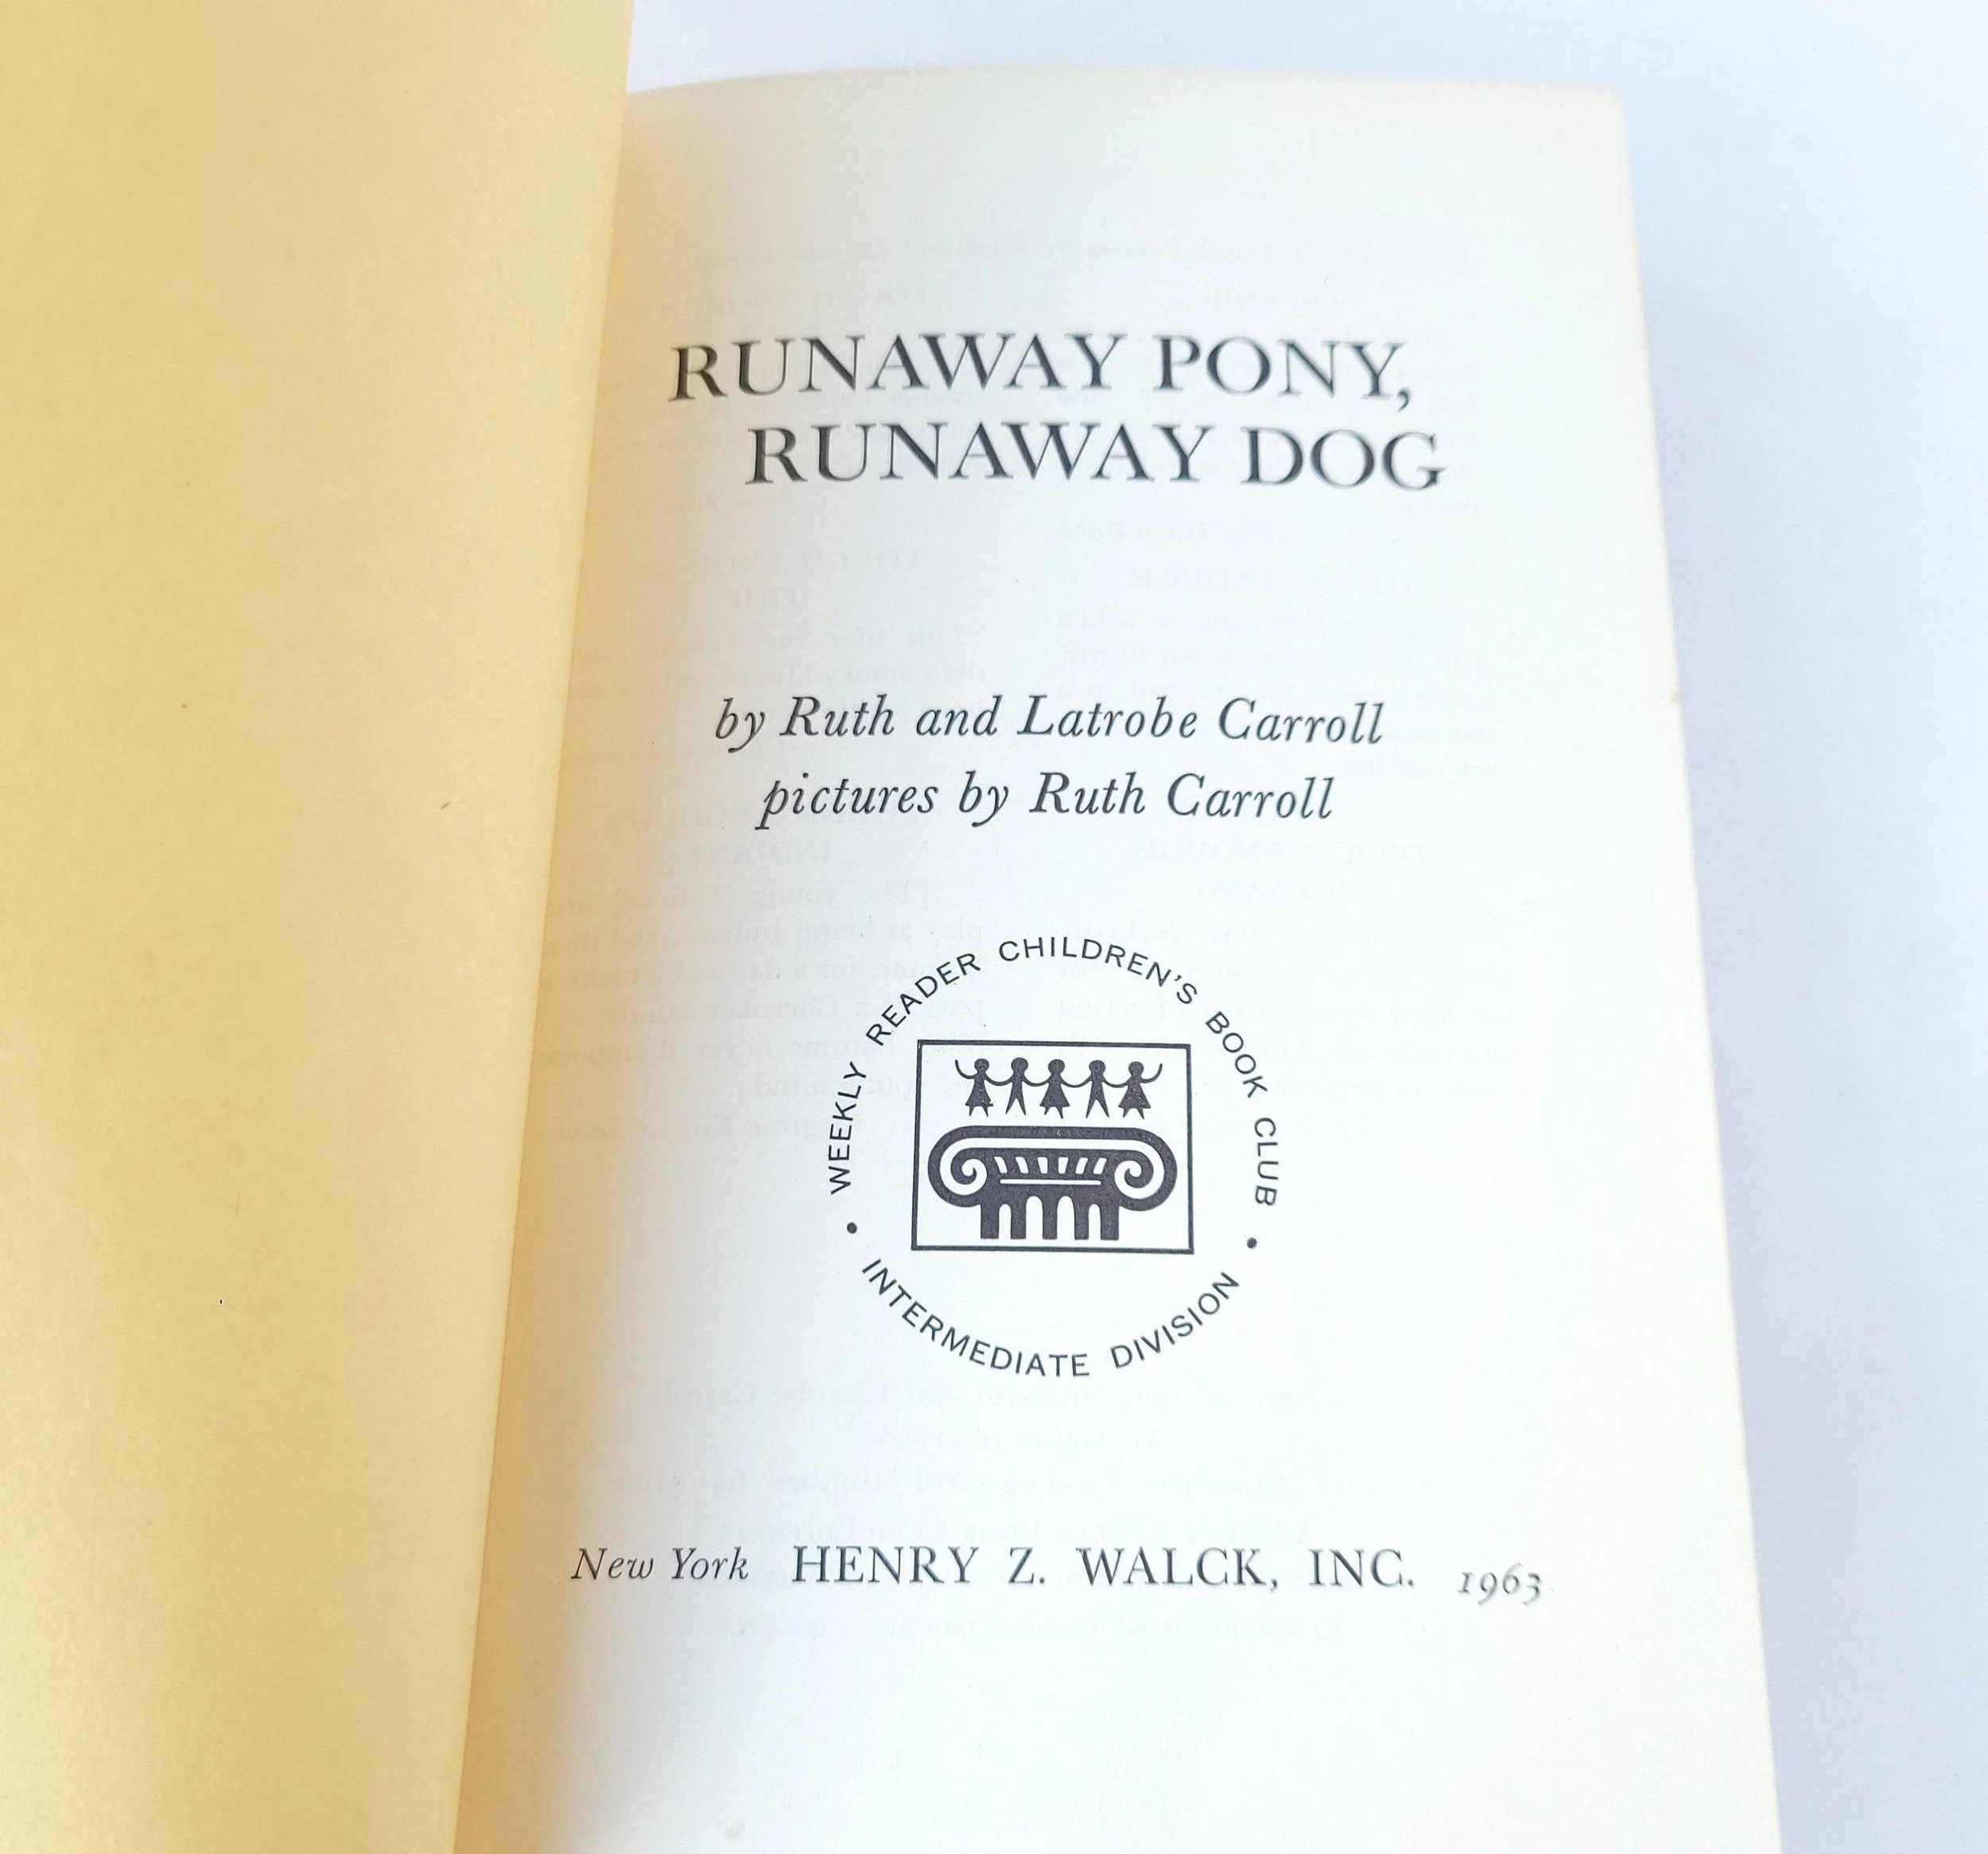 RUNAWAY PONY,
RUNAWAY DOG
by Ruth and Latrobe Carroll
pictures by Ruth Carroll
WEEKLY READER CHILDREN'S BOOK CLUB
• INTERMEDIATE DIVISION •
New York HENRY Z. WALCK, INC. 1963